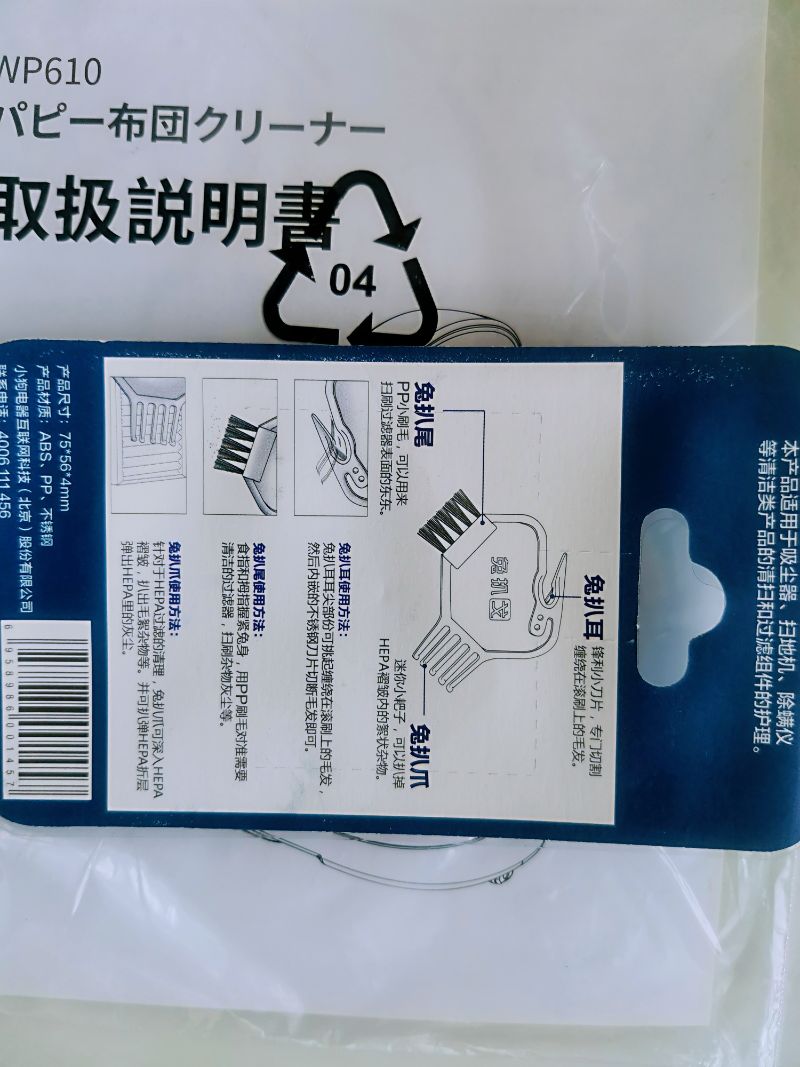 WP610
パピー布団クリーナー
取扱説明書
04
本产品适用于吸尘器、扫地机、除螨仪
等清洁类产品的清扫和过滤组件的护理。
兔扒耳
锋利小刀片，专门切割
缠绕在滚刷上的毛发。
兔扒尾
PP小刷毛，可以用来
扫刷过滤器表面的东东。
兔扒爪
迷你小耙子，可以扒掉
HEPA褶皱内的絮状杂物。
兔扒耳使用方法：
兔扒耳耳尖部份可挑起缠绕在滚刷上的毛发，
然后内嵌的不锈钢刀片切断毛发即可。
兔扒尾使用方法：
食指和拇指握紧兔身，用PP刷毛对准需要
清洁的过滤器，扫刷杂物灰尘等。
兔扒爪使用方法：
针对于HEPA过滤的清理，兔扒爪可深入HEPA
褶皱，扒出毛絮杂物等。并可扒弹HEPA折层
弹出HEPA里的灰尘。
产品尺寸：75*56*4mm
产品材质：ABS、PP、不锈钢
小狗电器互联网科技（北京）股份有限公司
联系电话：4006 111 456
6 958986 001457